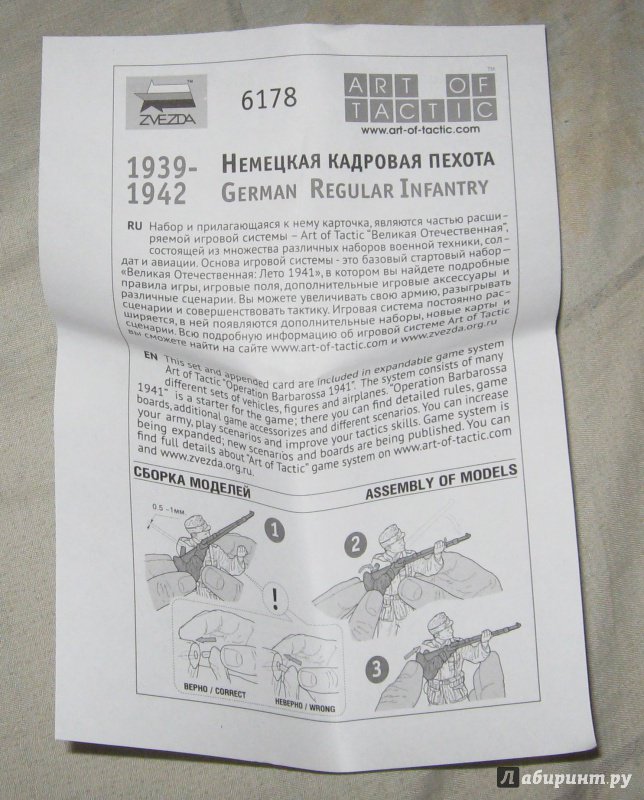 ZVEZDA
™
6178
ART OF
TACTIC
™
www.art-of-tactic.com
1939-
1942
НЕМЕЦКАЯ КАДРОВАЯ ПЕХОТА
GERMAN REGULAR INFANTRY
RU Набор и прилагающаяся к нему карточка, являются частью расши-
ряемой игровой системы – Art of Tactic "Великая Отечественная",
состоящей из множества различных наборов военной техники, сол-
дат и авиации. Основа игровой системы - это базовый стартовый набор—
«Великая Отечественная: Лето 1941», в котором вы найдете подробные
правила игры, игровые поля, дополнительные игровые аксессуары и
различные сценарии. Вы можете увеличивать свою армию, разыгрывать
сценарии и совершенствовать тактику. Игровая система постоянно рас-
ширяется, в ней появляются дополнительные наборы, новые карты и
сценарии. Всю подробную информацию об игровой системе Art of Tactic
вы сможете найти на сайте www.art-of-tactic.com и www.zvezda.org.ru
EN This set and appended card are included in expandable game system
Art of Tactic "Operation Barbarossa 1941". The system consists of many
different sets of vehicles, figures and airplanes. "Operation Barbarossa
1941" is a starter for the game; there you can find detailed rules, game
boards, additional game accessorizes and different scenarios. You can increase
your army, play scenarios and improve your tactics skills. Game system is
being expanded; new scenarios and boards are being published. You can
find full details about "Art of Tactic" game system on www.art-of-tactic.com
and www.zvezda.org.ru.
СБОРКА МОДЕЛЕЙ
ASSEMBLY OF MODELS
0.5 -1мм.
1
2
!
3
ВЕРНО / CORRECT
НЕВЕРНО / WRONG
Лабиринт.ру